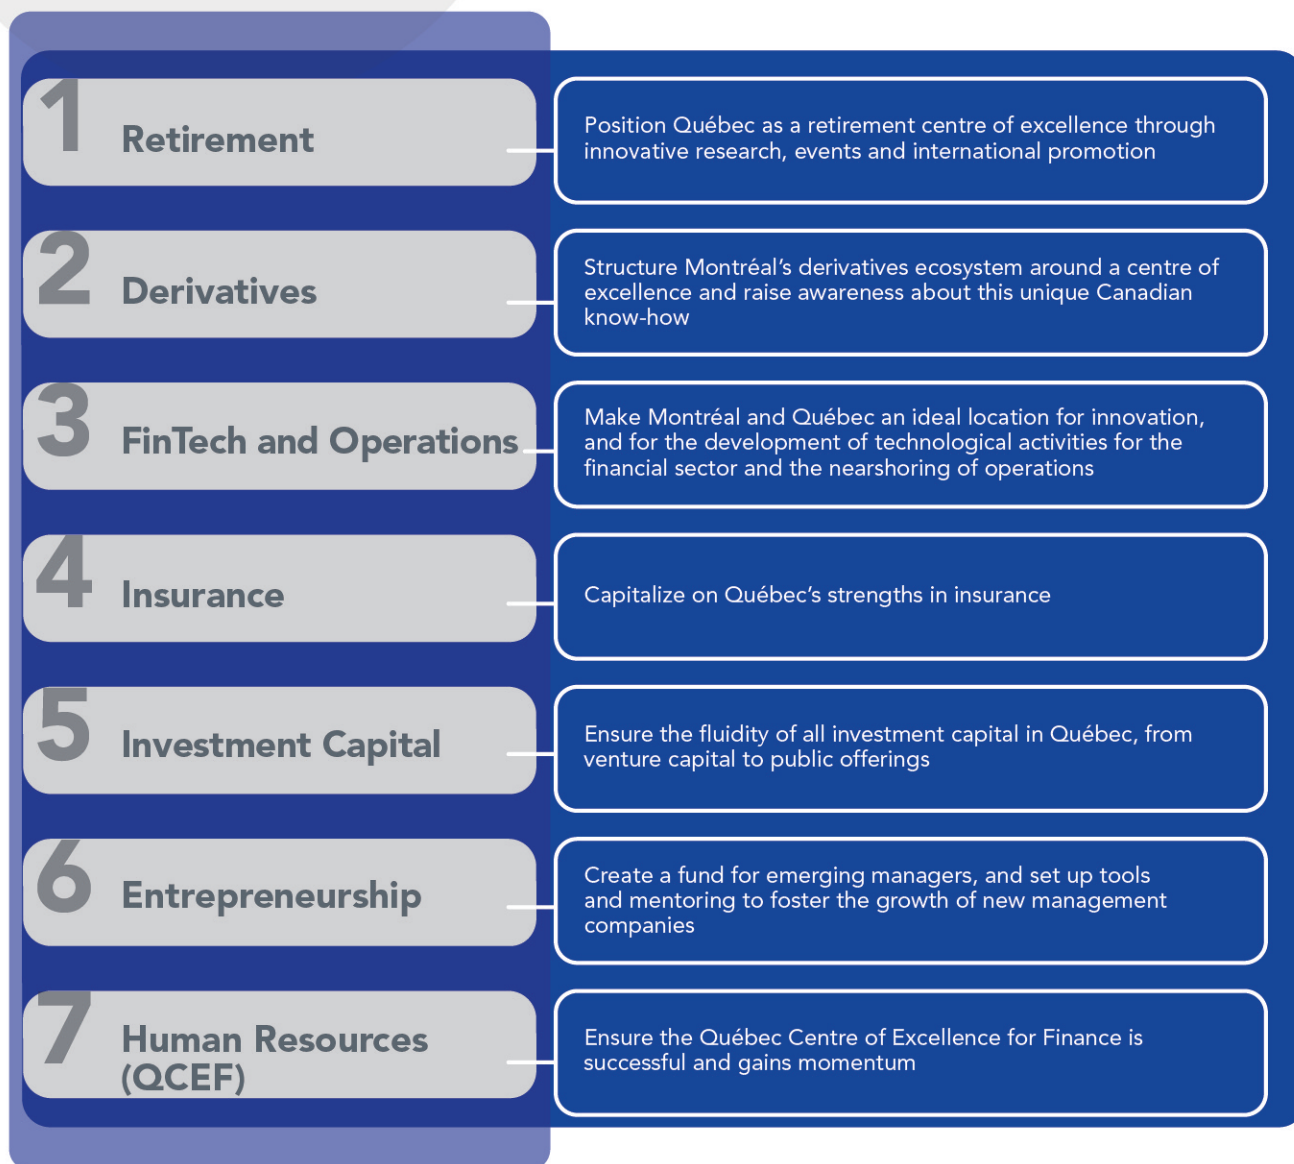 1
Retirement
Position Québec as a retirement centre of excellence through
innovative research, events and international promotion
2
Derivatives
Structure Montréal’s derivatives ecosystem around a centre of
excellence and raise awareness about this unique Canadian
know-how
3
FinTech and Operations
Make Montréal and Québec an ideal location for innovation,
and for the development of technological activities for the
financial sector and the nearshoring of operations
4
Insurance
Capitalize on Québec’s strengths in insurance
5
Investment Capital
Ensure the fluidity of all investment capital in Québec, from
venture capital to public offerings
6
Entrepreneurship
Create a fund for emerging managers, and set up tools
and mentoring to foster the growth of new management
companies
7
Human Resources
(QCEF)
Ensure the Québec Centre of Excellence for Finance is
successful and gains momentum